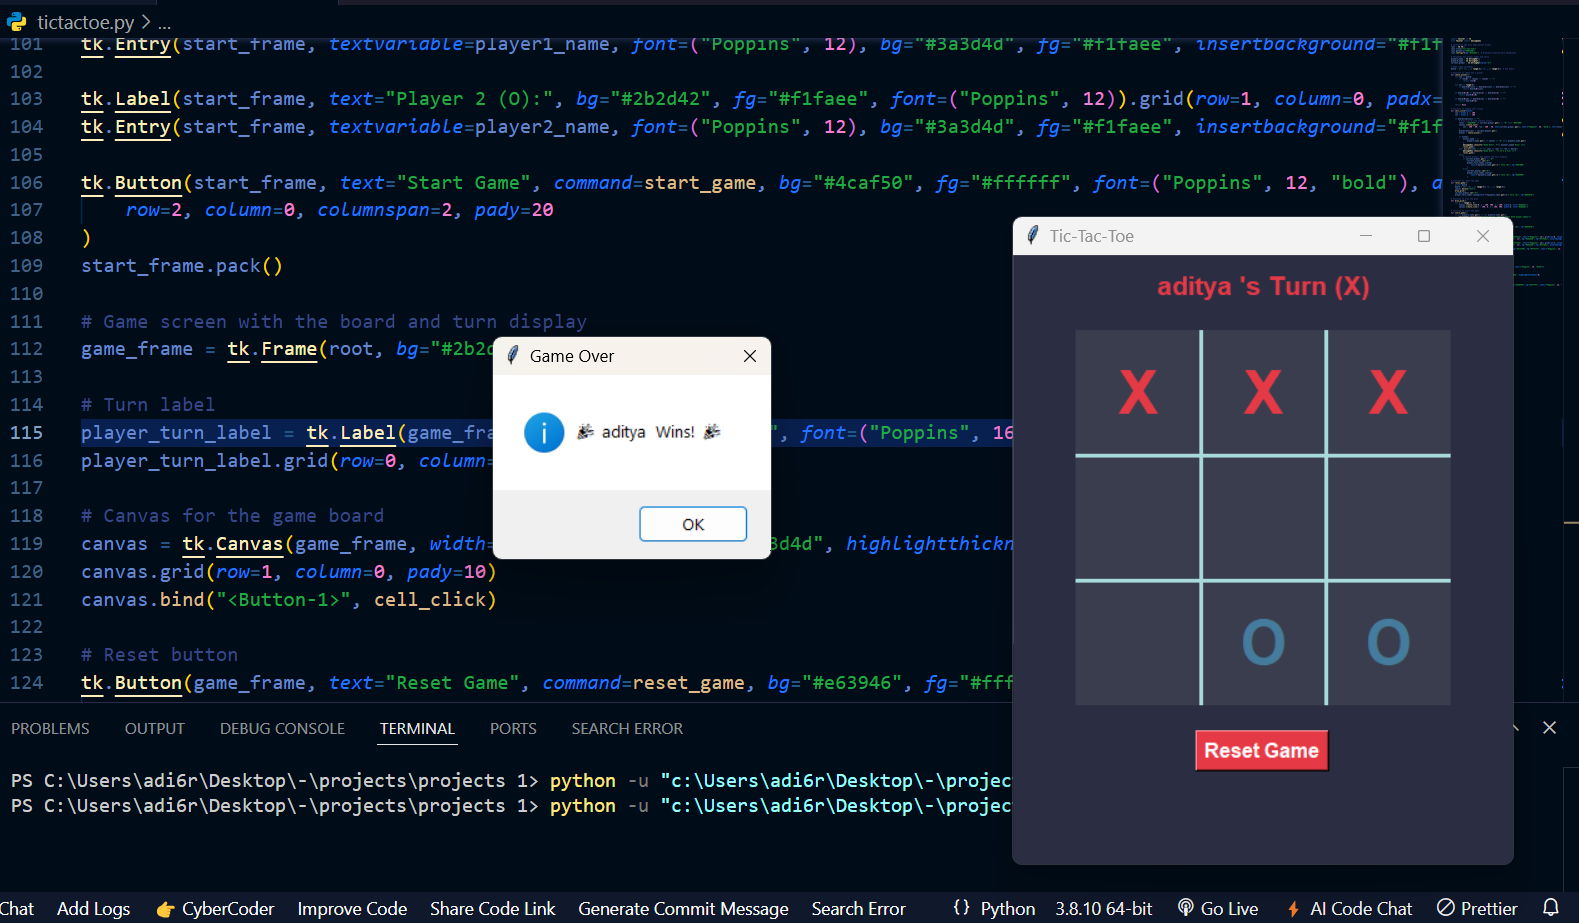 tictactoe.py > ...
101 tk.Entry(start_frame, textvariable=player1_name, font=("Poppins", 12), bg="#3a3d4d", fg="#f1faee", insertbackground="#f1f
102
103 tk.Label(start_frame, text="Player 2 (O):", bg="#2b2d42", fg="#f1faee", font=("Poppins", 12)).grid(row=1, column=0, padx=
104 tk.Entry(start_frame, textvariable=player2_name, font=("Poppins", 12), bg="#3a3d4d", fg="#f1faee", insertbackground="#f1f
105
106 tk.Button(start_frame, text="Start Game", command=start_game, bg="#4caf50", fg="#ffffff", font=("Poppins", 12, "bold"), a
107 row=2, column=0, columnspan=2, pady=20
108 )
109 start_frame.pack()
110
111 # Game screen with the board and turn display
112 game_frame = tk.Frame(root, bg="#2b2d
113
114 # Turn label
115 player_turn_label = tk.Label(game_fra ", font=("Poppins", 16
116 player_turn_label.grid(row=0, column=
117
118 # Canvas for the game board
119 canvas = tk.Canvas(game_frame, width= 3d4d", highlightthickn
120 canvas.grid(row=1, column=0, pady=10)
121 canvas.bind("<Button-1>", cell_click)
122
123 # Reset button
124 tk.Button(game_frame, text="Reset Game", command=reset_game, bg="#e63946", fg="#fff
Game Over
🎉 aditya Wins! 🎉
OK
Tic-Tac-Toe
aditya 's Turn (X)
X X X
O O
Reset Game
PROBLEMS OUTPUT DEBUG CONSOLE TERMINAL PORTS SEARCH ERROR
PS C:\Users\adi6r\Desktop\-\projects\projects 1> python -u "c:\Users\adi6r\Desktop\-\projec
PS C:\Users\adi6r\Desktop\-\projects\projects 1> python -u "c:\Users\adi6r\Desktop\-\projec
Chat Add Logs 👉 CyberCoder Improve Code Share Code Link Generate Commit Message Search Error {} Python 3.8.10 64-bit Go Live AI Code Chat Prettier